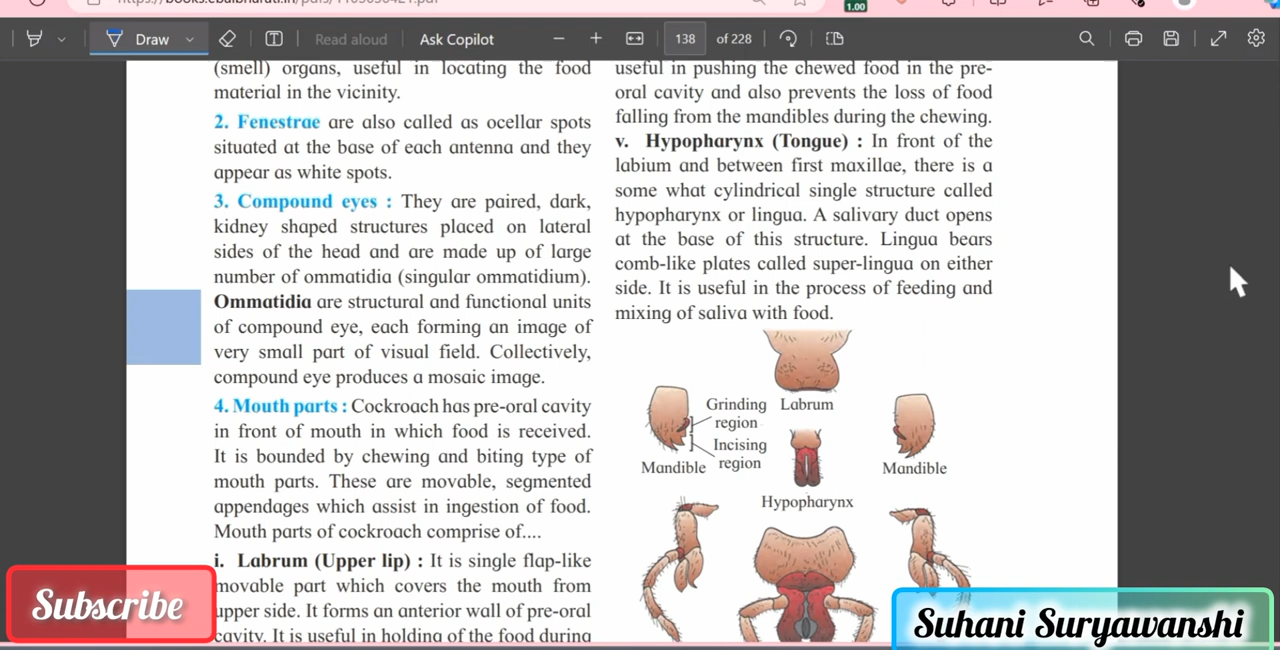 1.00
Draw
Read aloud
Ask Copilot
138
of 228
(smell) organs, useful in locating the food
material in the vicinity.
2. Fenestrae are also called as ocellar spots
situated at the base of each antenna and they
appear as white spots.
3. Compound eyes : They are paired, dark,
kidney shaped structures placed on lateral
sides of the head and are made up of large
number of ommatidia (singular ommatidium).
Ommatidia are structural and functional units
of compound eye, each forming an image of
very small part of visual field. Collectively,
compound eye produces a mosaic image.
4. Mouth parts : Cockroach has pre-oral cavity
in front of mouth in which food is received.
It is bounded by chewing and biting type of
mouth parts. These are movable, segmented
appendages which assist in ingestion of food.
Mouth parts of cockroach comprise of....
i. Labrum (Upper lip) : It is single flap-like
movable part which covers the mouth from
upper side. It forms an anterior wall of pre-oral
cavity. It is useful in holding of the food during
useful in pushing the chewed food in the pre-
oral cavity and also prevents the loss of food
falling from the mandibles during the chewing.
v. Hypopharynx (Tongue) : In front of the
labium and between first maxillae, there is a
some what cylindrical single structure called
hypopharynx or lingua. A salivary duct opens
at the base of this structure. Lingua bears
comb-like plates called super-lingua on either
side. It is useful in the process of feeding and
mixing of saliva with food.
Grinding
region
Labrum
Incising
region
Mandible
Mandible
Hypopharynx
Subscribe
Suhani Suryawanshi